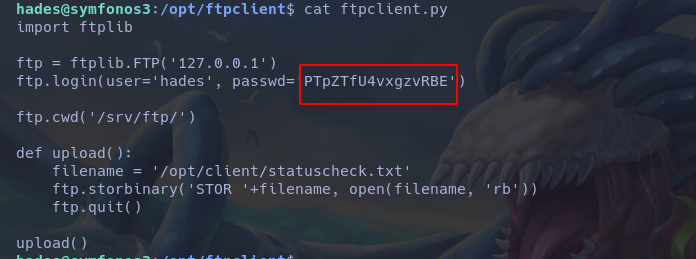 hades@symfonos3:/opt/ftpclient$ cat ftpclient.py
import ftplib
ftp = ftplib.FTP('127.0.0.1')
ftp.login(user='hades', passwd='PTpZTfU4vxgzvRBE')
ftp.cwd('/srv/ftp/')
def upload():
    filename = '/opt/client/statuscheck.txt'
    ftp.storbinary('STOR '+filename, open(filename, 'rb'))
    ftp.quit()
upload()
hades@symfonos3:/opt/ftpclient$